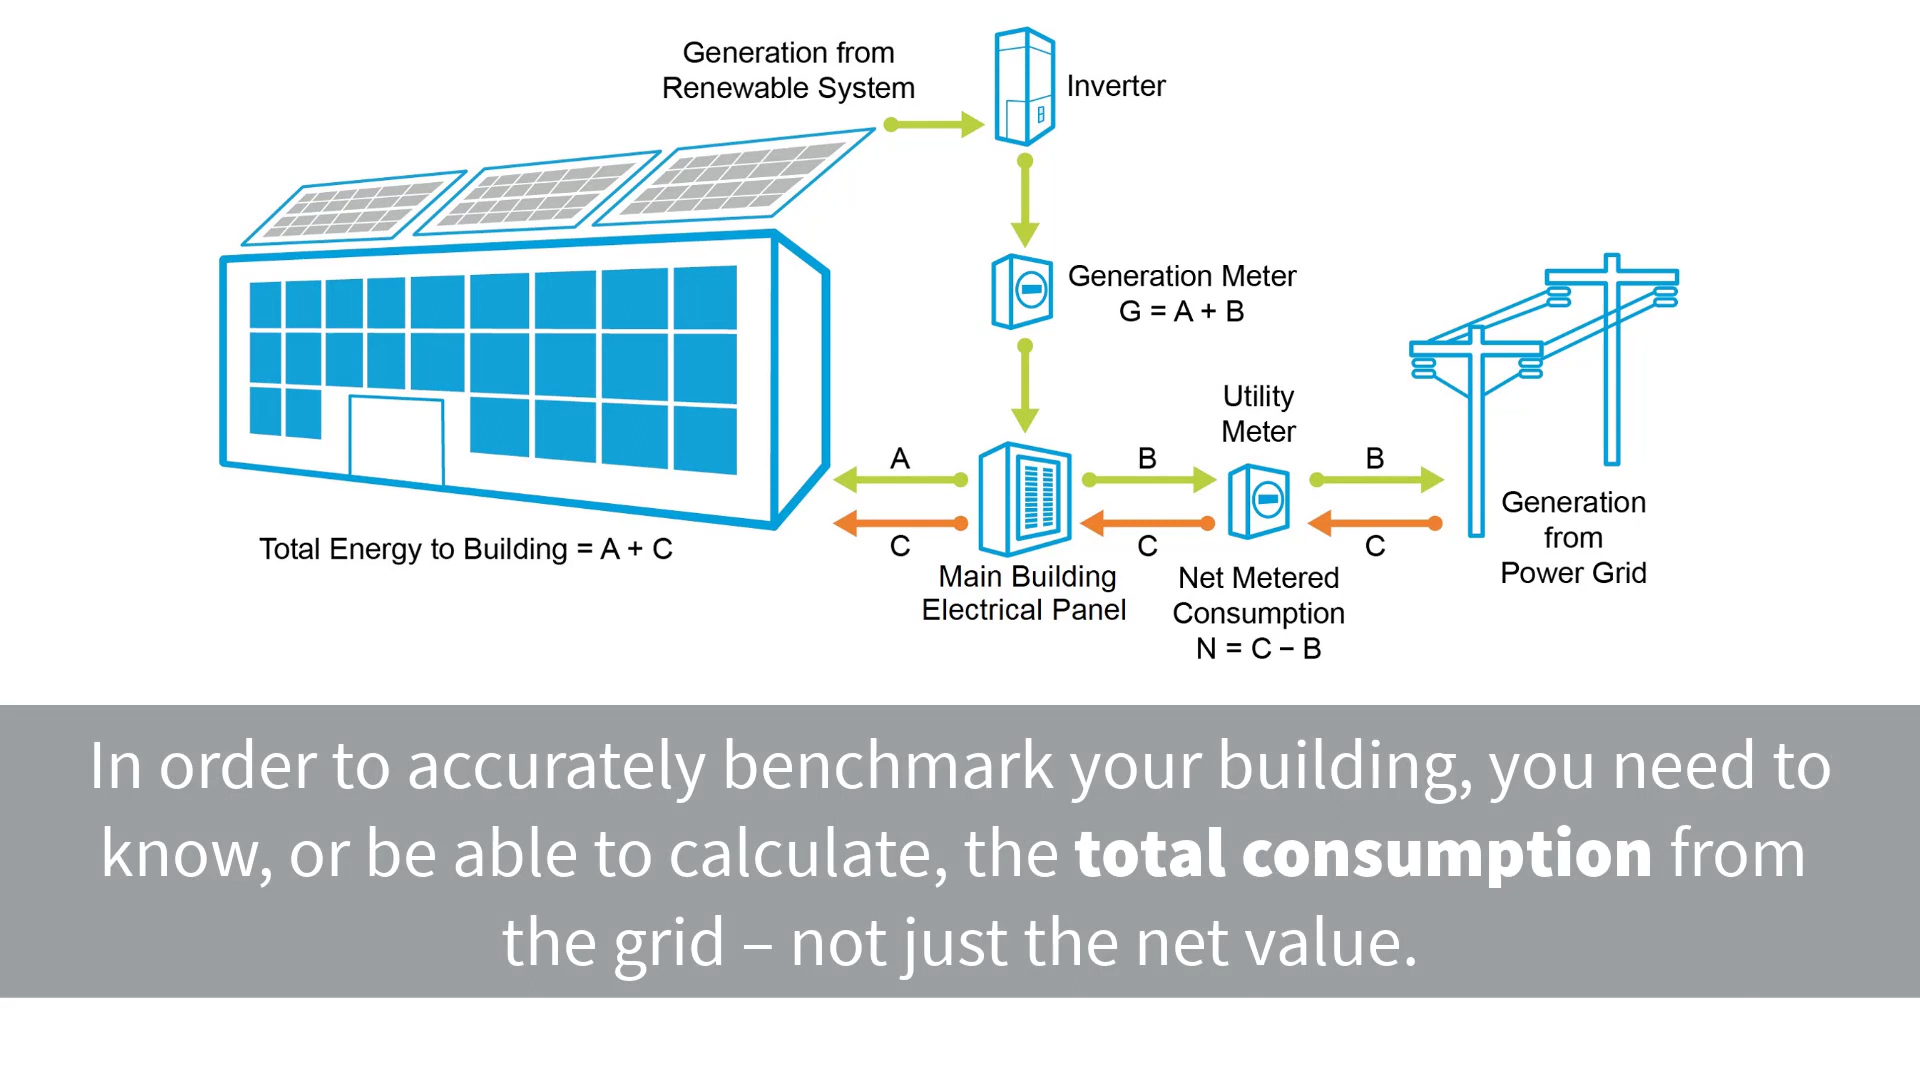 Generation from
Renewable System
Inverter
Generation Meter
G = A + B
Utility
Meter
A
B
B
C
C
C
Generation
from
Power Grid
Total Energy to Building = A + C
Main Building
Electrical Panel
Net Metered
Consumption
N = C – B
In order to accurately benchmark your building, you need to
know, or be able to calculate, the total consumption from
the grid – not just the net value.